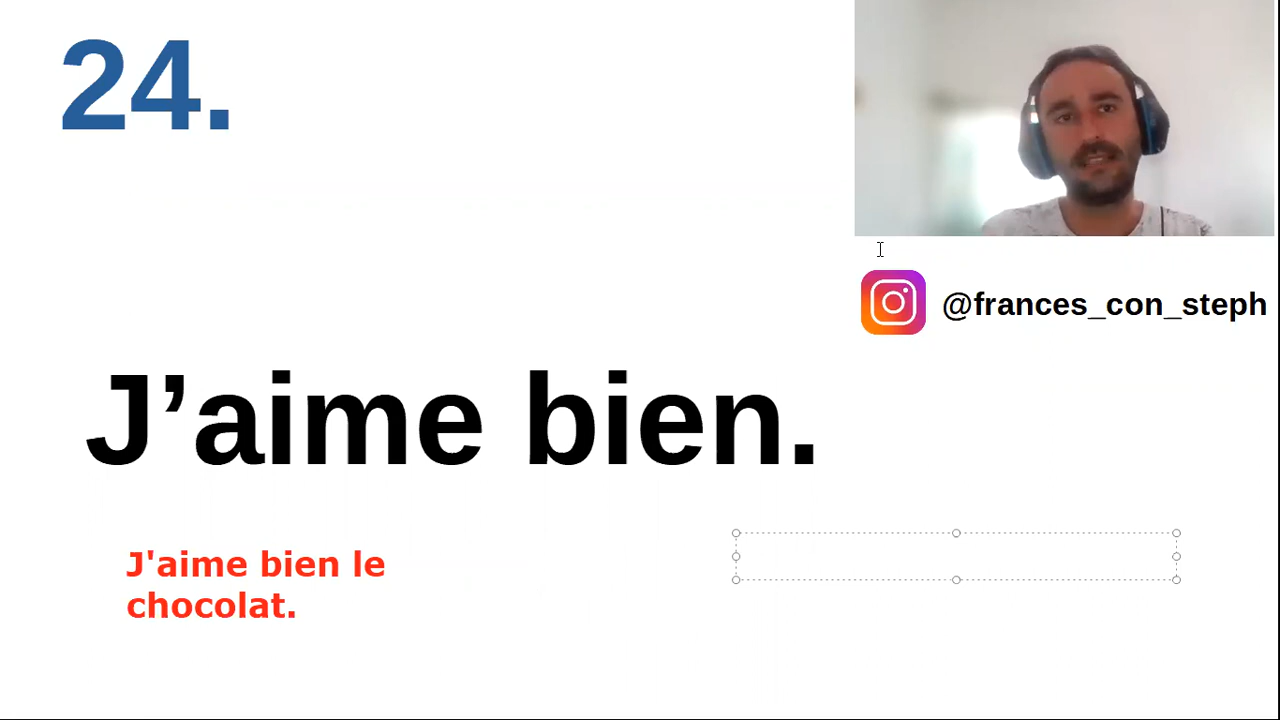 24.
@frances_con_steph
J’aime bien.
J'aime bien le
chocolat.